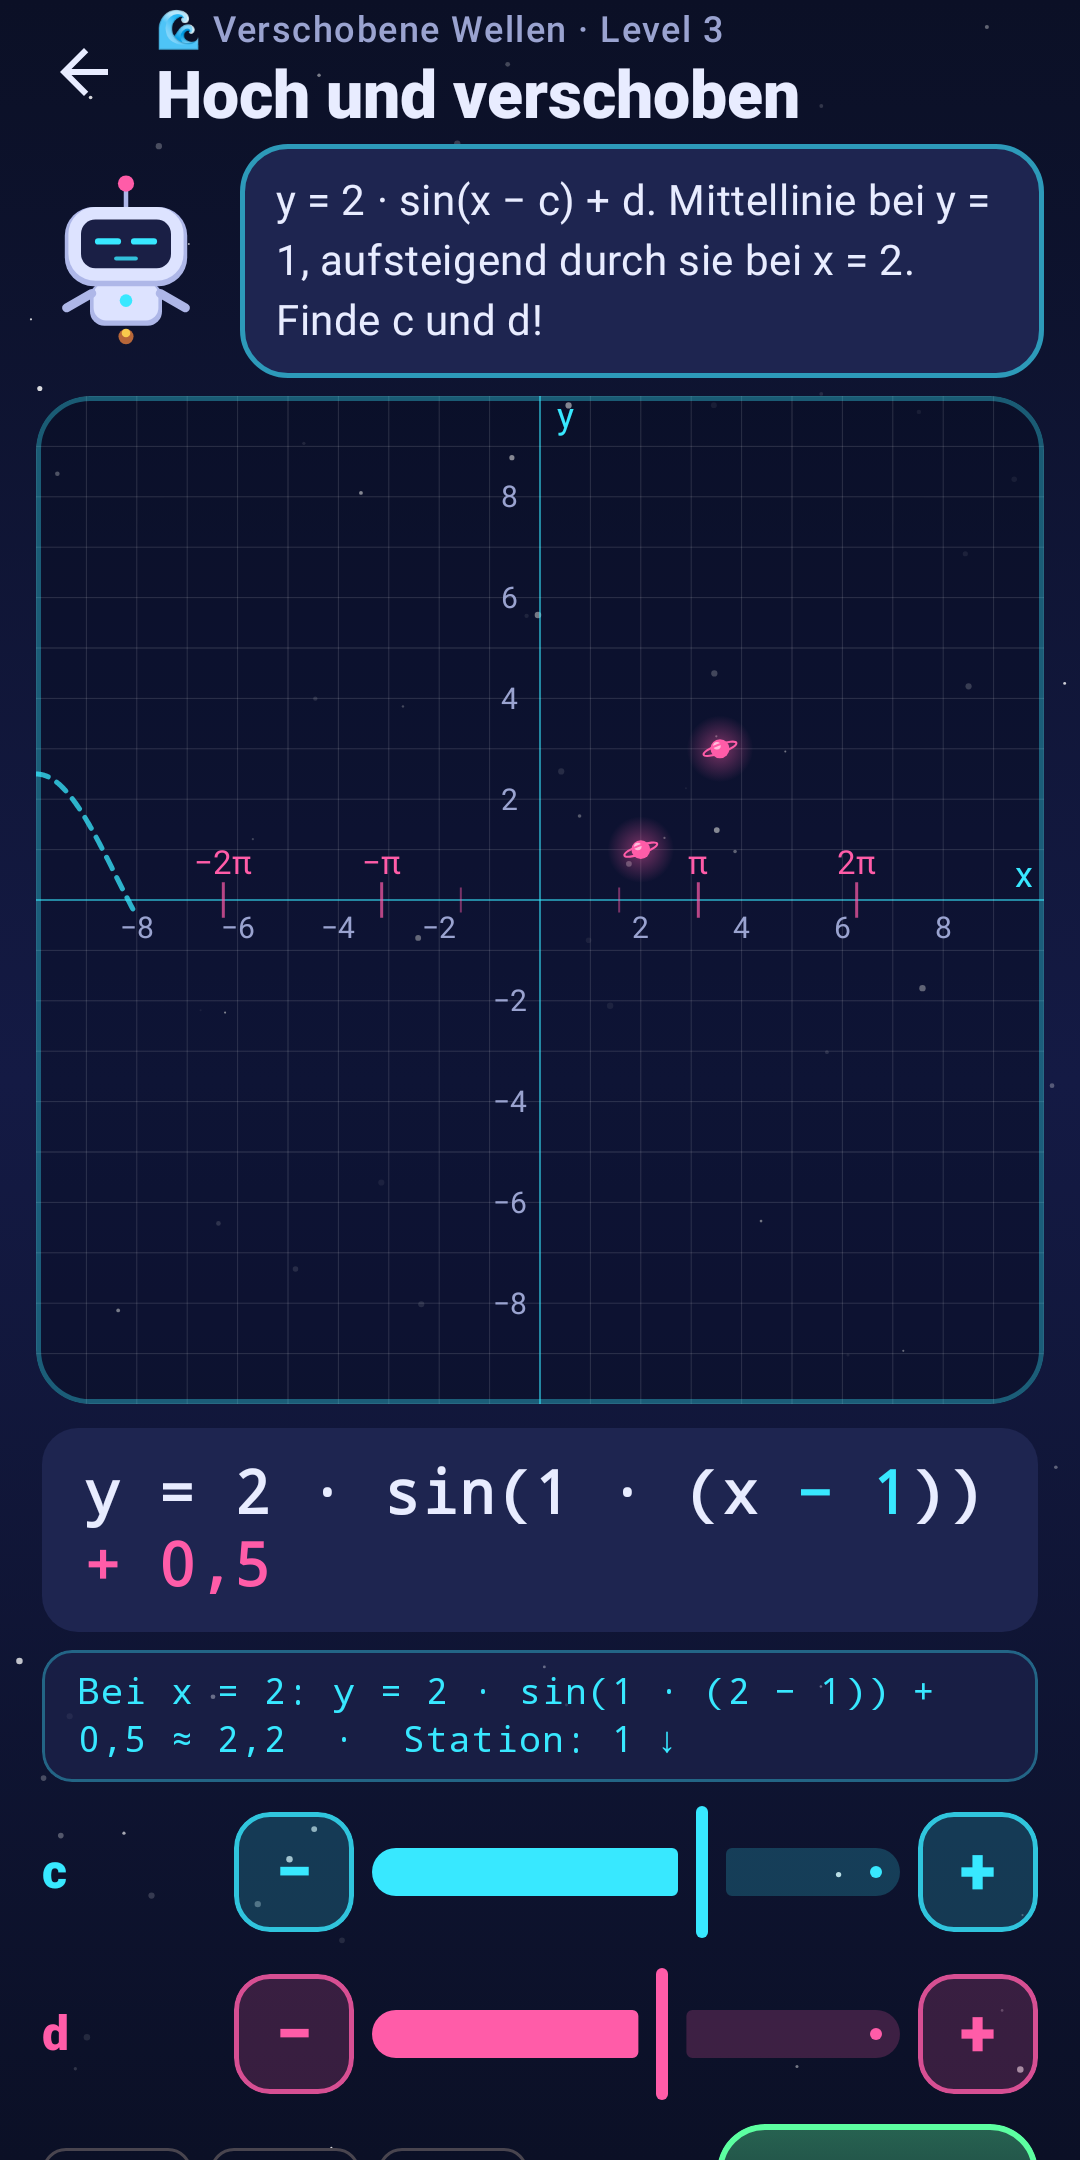 🌊 Verschobene Wellen · Level 3
Hoch und verschoben
y = 2 · sin(x − c) + d. Mittellinie bei y =
1, aufsteigend durch sie bei x = 2.
Finde c und d!
y
8
6
4
2
−2π
−π
π
2π
x
−8
−6
−4
−2
2
4
6
8
−2
−4
−6
−8
y = 2 · sin(1 · (x − 1))
+ 0,5
Bei x = 2: y = 2 · sin(1 · (2 − 1)) +
0,5 ≈ 2,2 · Station: 1 ↓
c
−
+
d
−
+